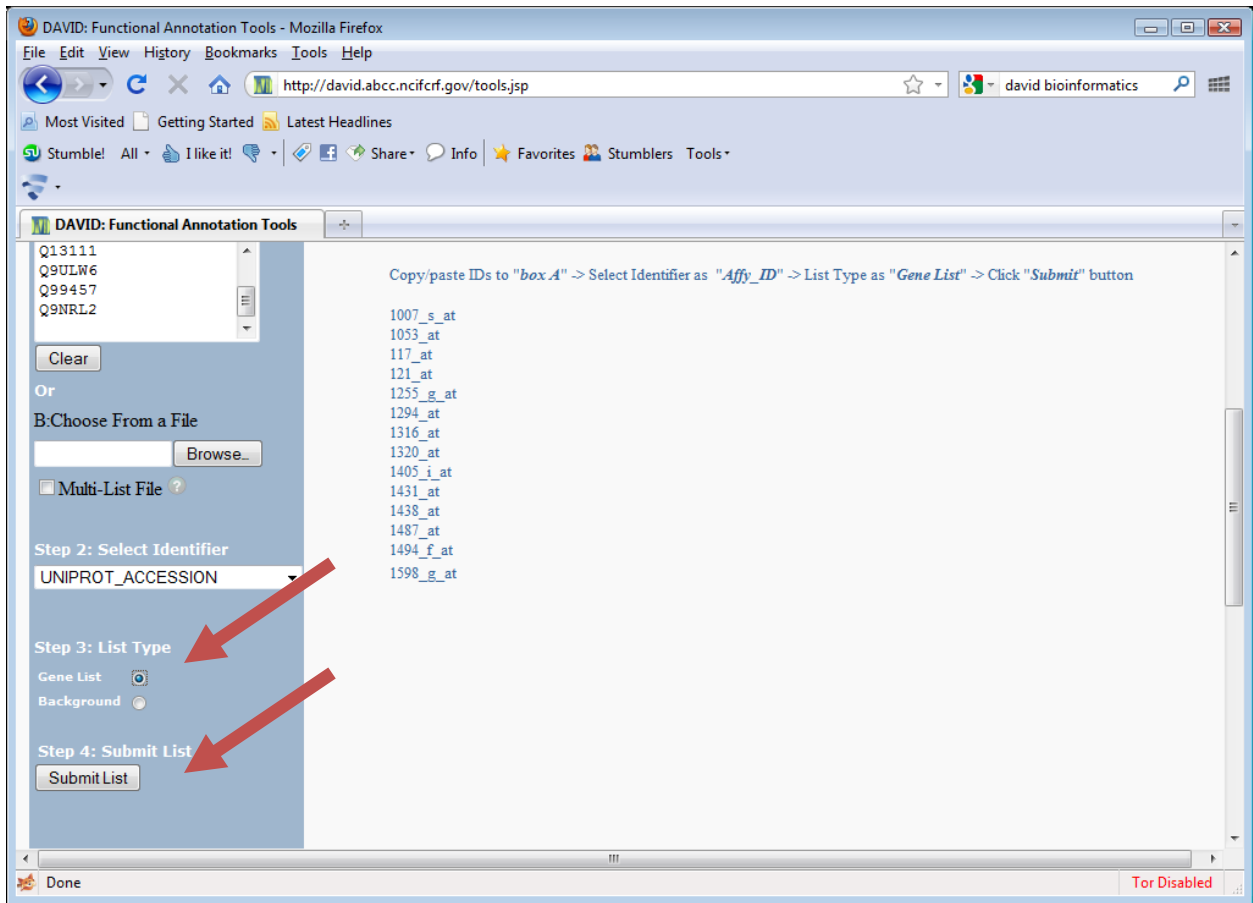 DAVID: Functional Annotation Tools - Mozilla Firefox
File Edit View History Bookmarks Tools Help
http://david.abcc.ncifcrf.gov/tools.jsp
david bioinformatics
Most Visited Getting Started Latest Headlines
Stumble! All I like it! Share Info Favorites Stumblers Tools
DAVID: Functional Annotation Tools
Q13111
Q9ULW6
Q99457
Q9NRL2
Clear
Or
B:Choose From a File
Browse...
Multi-List File
Step 2: Select Identifier
UNIPROT_ACCESSION
Step 3: List Type
Gene List
Background
Step 4: Submit List
Submit List
Copy/paste IDs to "box A" -> Select Identifier as "Affy_ID" -> List Type as "Gene List" -> Click "Submit" button
1007_s_at
1053_at
117_at
121_at
1255_g_at
1294_at
1316_at
1320_at
1405_i_at
1431_at
1438_at
1487_at
1494_f_at
1598_g_at
Done
Tor Disabled